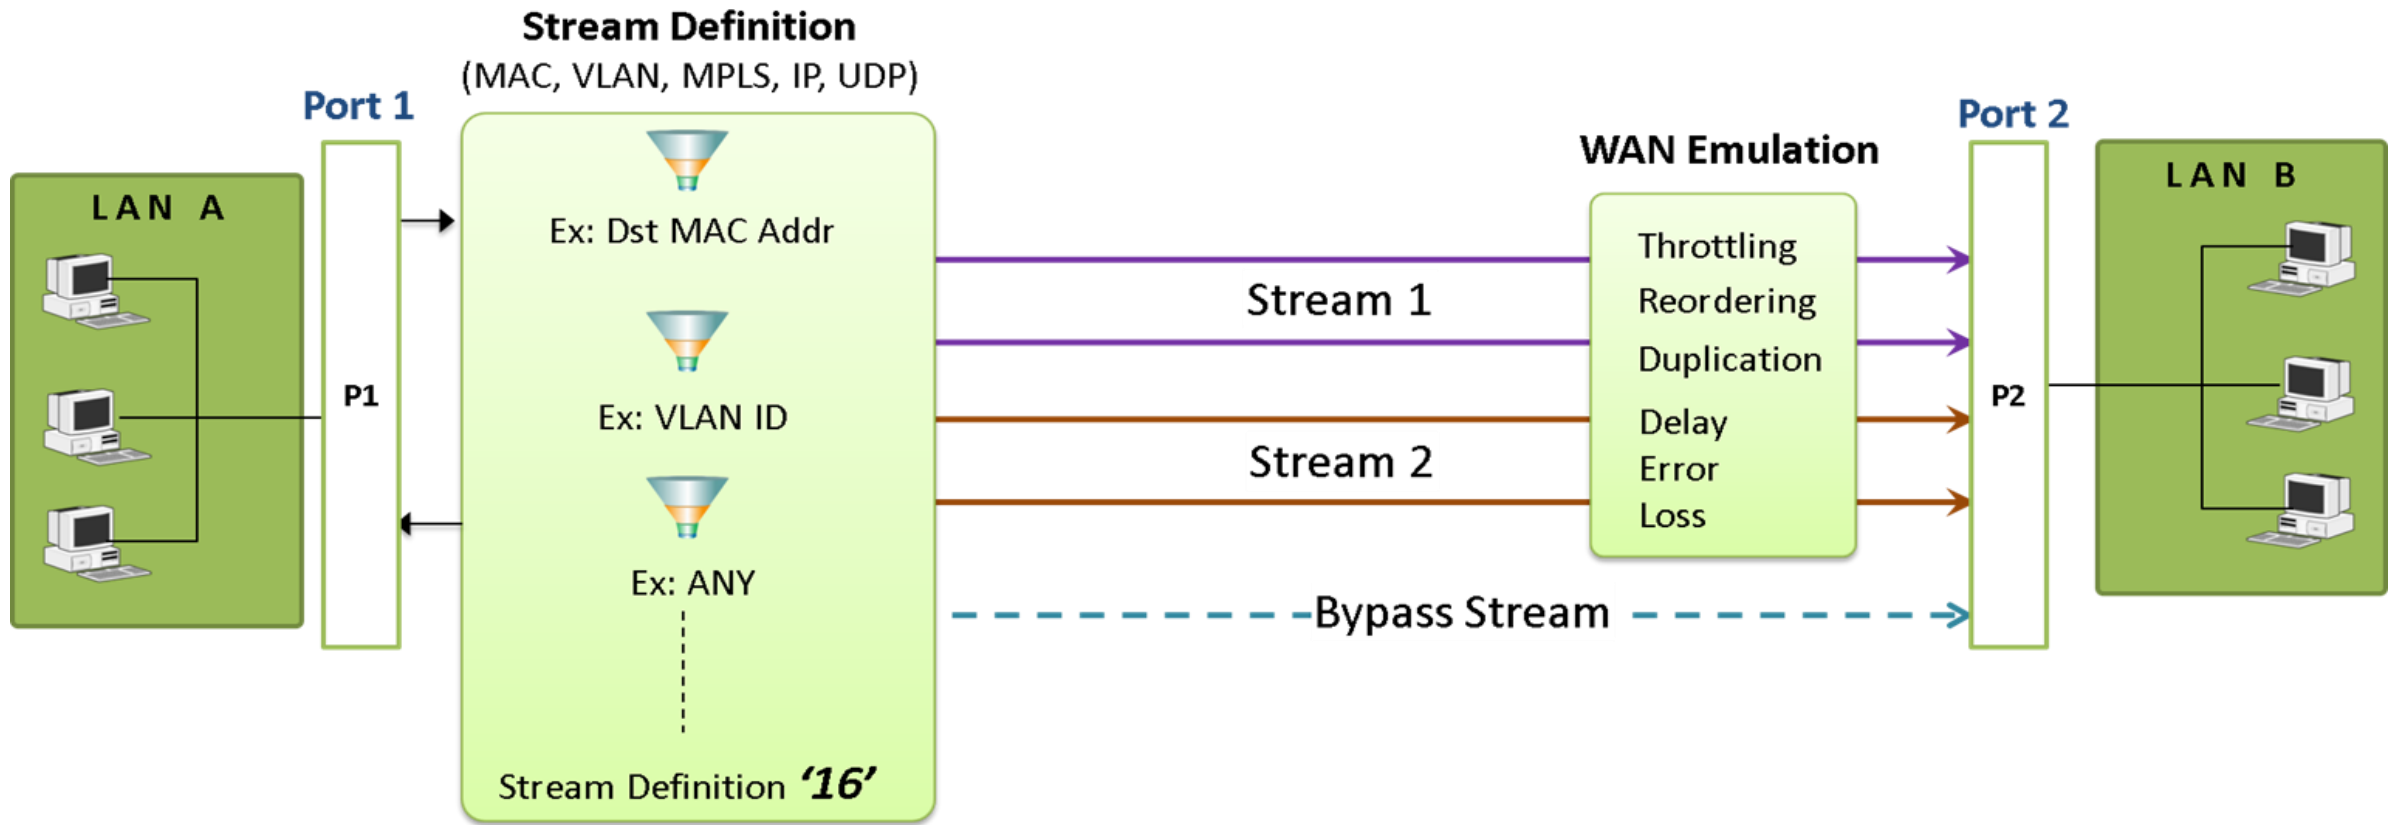 Stream Definition
(MAC, VLAN, MPLS, IP, UDP)
Port 1
LAN A
P1
Ex: Dst MAC Addr
Ex: VLAN ID
Ex: ANY
Stream Definition ‘16’
Stream 1
Stream 2
Bypass Stream
WAN Emulation
Throttling
Reordering
Duplication
Delay
Error
Loss
Port 2
P2
LAN B